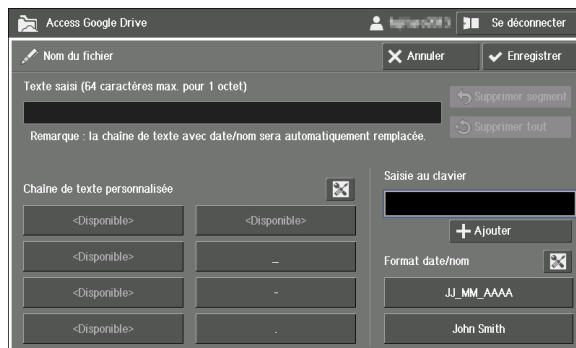 Access Google Drive
Se déconnecter
Nom du fichier
Annuler
Enregistrer
Texte saisi (64 caractères max. pour 1 octet)
Supprimer segment
Remarque : la chaîne de texte avec date/nom sera automatiquement remplacée.
Supprimer tout
Saisie au clavier
Chaîne de texte personnalisée
<Disponible>
<Disponible>
Ajouter
<Disponible>
_
Format date/nom
<Disponible>
-
JJ_MM_AAAA
<Disponible>
.
John Smith